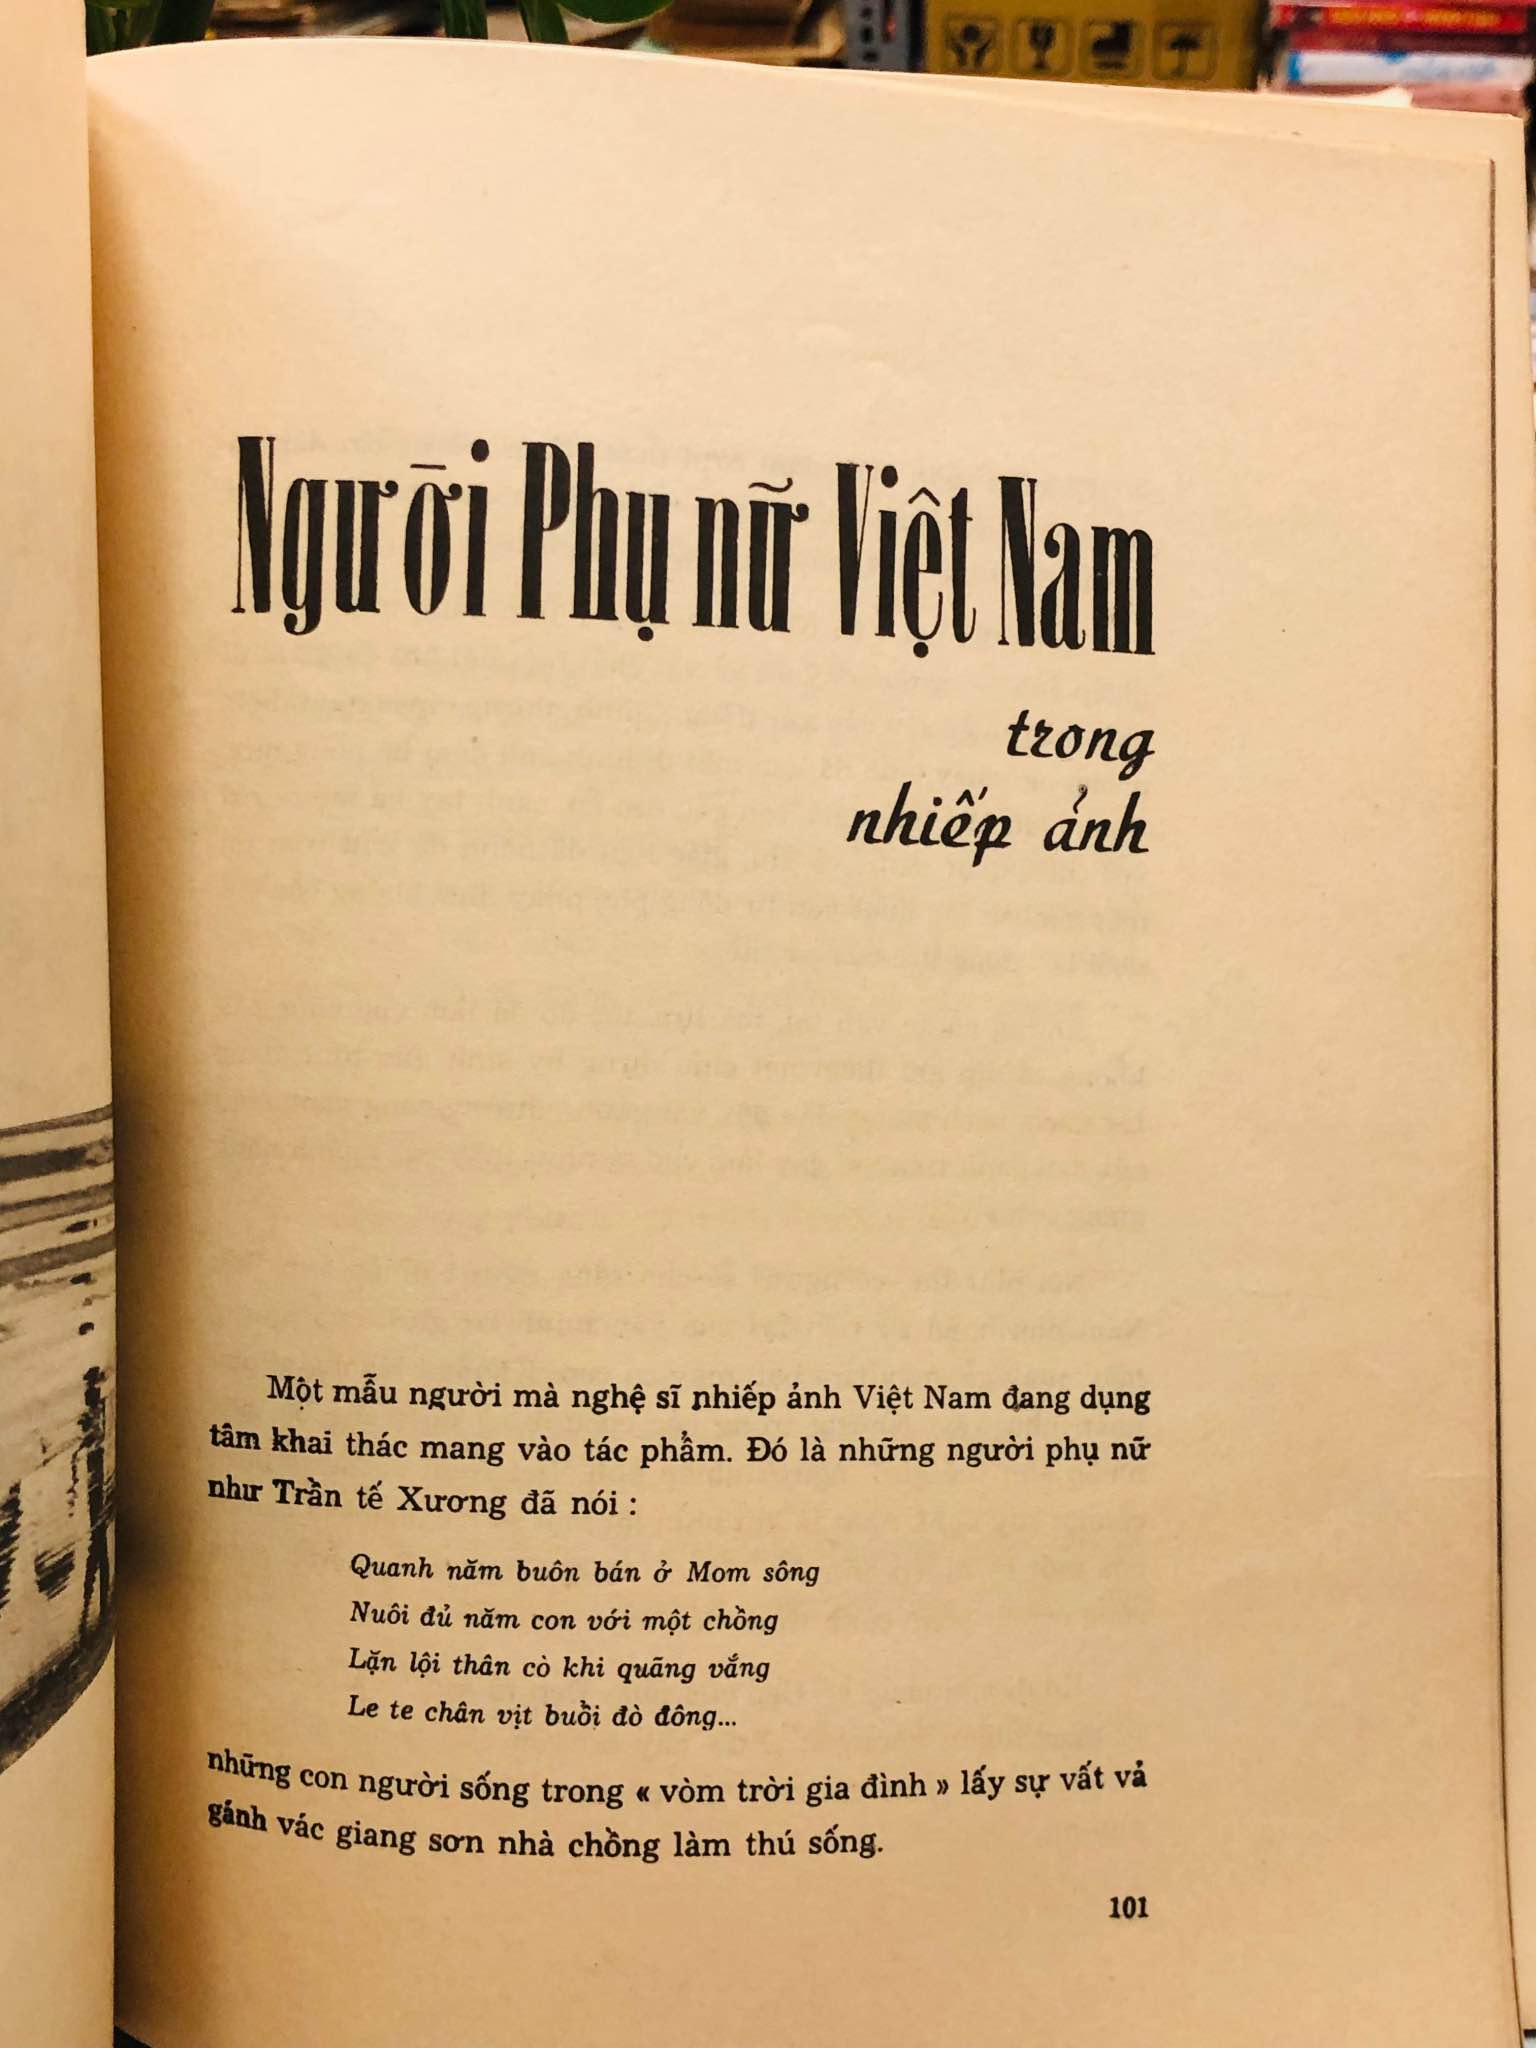 Người Phụ nữ Việt Nam
trong
nhiếp ảnh
Một mẫu người mà nghệ sĩ nhiếp ảnh Việt Nam đang dụng
tâm khai thác mang vào tác phẩm. Đó là những người phụ nữ
như Trần tế Xương đã nói :
Quanh năm buôn bán ở Mom sông
Nuôi đủ năm con với một chồng
Lặn lội thân cò khi quãng vắng
Le te chân vịt buổi đò đông...
những con người sống trong « vòm trời gia đình » lấy sự vất vả
gánh vác giang sơn nhà chồng làm thú sống.
101